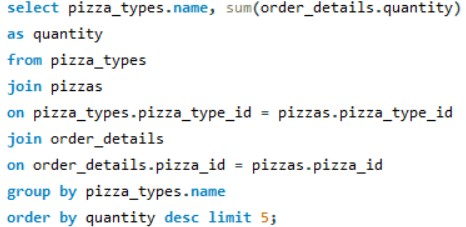 select pizza_types.name, sum(order_details.quantity)
as quantity
from pizza_types
join pizzas
on pizza_types.pizza_type_id = pizzas.pizza_type_id
join order_details
on order_details.pizza_id = pizzas.pizza_id
group by pizza_types.name
order by quantity desc limit 5;